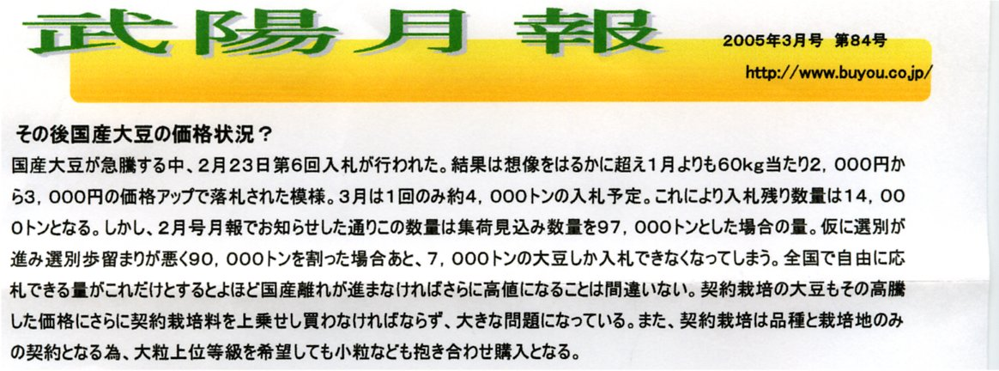 武陽月報
2005年3月号 第84号
http://www.buyou.co.jp/
その後国産大豆の価格状況？
国産大豆が急騰する中、2月23日第6回入札が行われた。結果は想像をはるかに超え1月よりも60kg当たり2，000円か
ら3，000円の価格アップで落札された模様。3月は1回のみ約4，000トンの入札予定。これにより入札残り数量は14，00
0トンとなる。しかし、2月号月報でお知らせした通りこの数量は集荷見込み数量を97，000トンとした場合の量。仮に選別が
進み選別歩留まりが悪く90，000トンを割った場合あと、7，000トンの大豆しか入札できなくなってしまう。全国で自由に応
札できる量がこれだけとするとよほど国産離れが進まなければさらに高値になることは間違いない。契約栽培の大豆もその高騰
した価格にさらに契約栽培料を上乗せし買わなければならず、大きな問題になっている。また、契約栽培は品種と栽培地のみ
の契約となる為、大粒上位等級を希望しても小粒なども抱き合わせ購入となる。